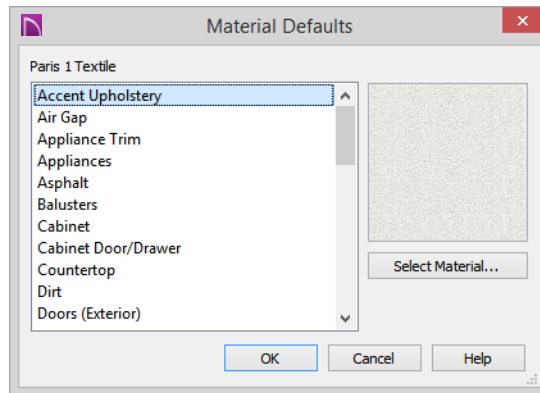 Material Defaults
Paris 1 Textile
Accent Upholstery
Air Gap
Appliance Trim
Appliances
Asphalt
Balusters
Cabinet
Cabinet Door/Drawer
Countertop
Dirt
Doors (Exterior)
Select Material...
OK Cancel Help